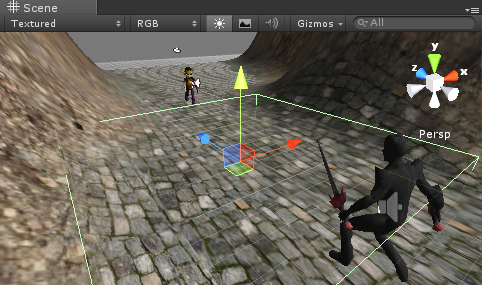 Scene
Textured RGB Gizmos All
y
z x
Persp